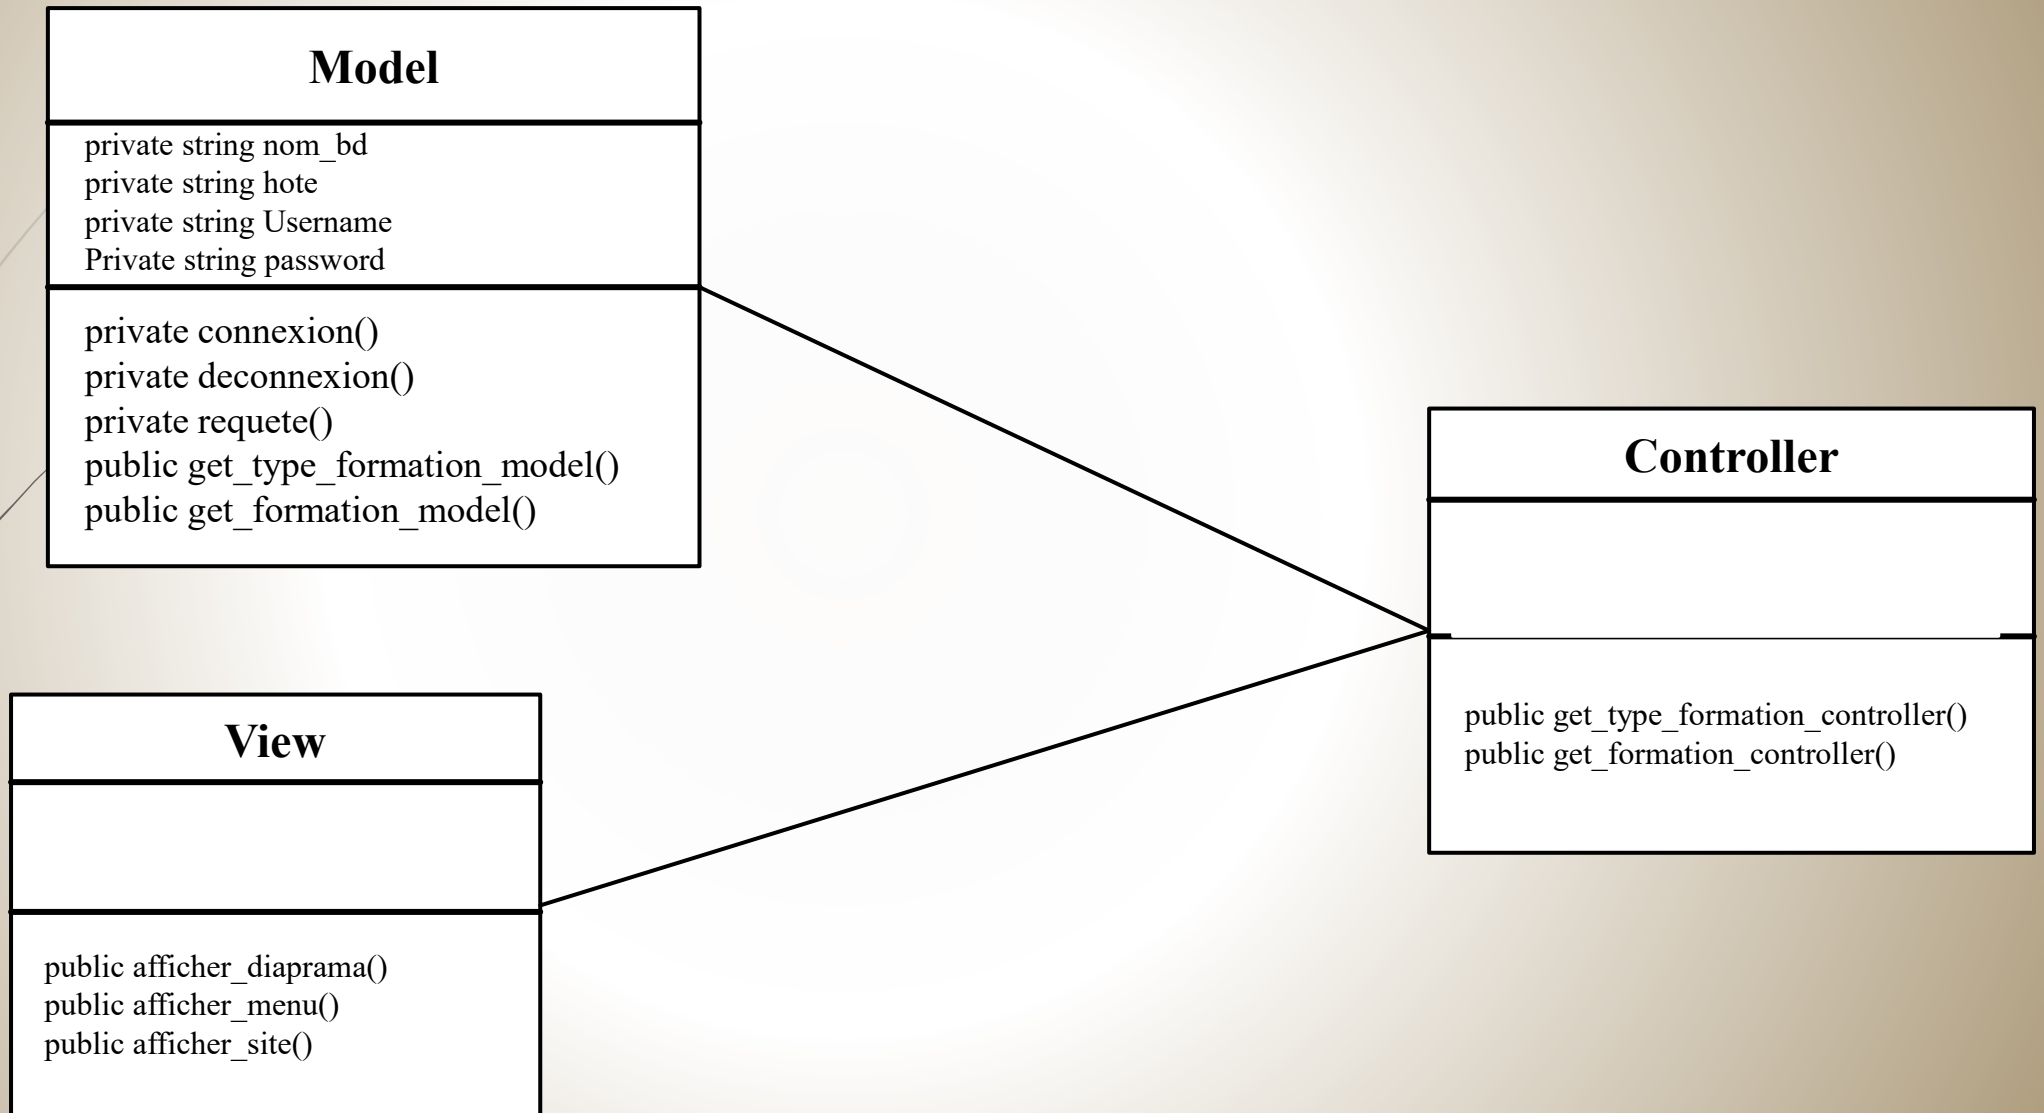 Model
private string nom_bd
private string hote
private string Username
Private string password
private connexion()
private deconnexion()
private requete()
public get_type_formation_model()
public get_formation_model()
Controller
public get_type_formation_controller()
public get_formation_controller()
View
public afficher_diaprama()
public afficher_menu()
public afficher_site()